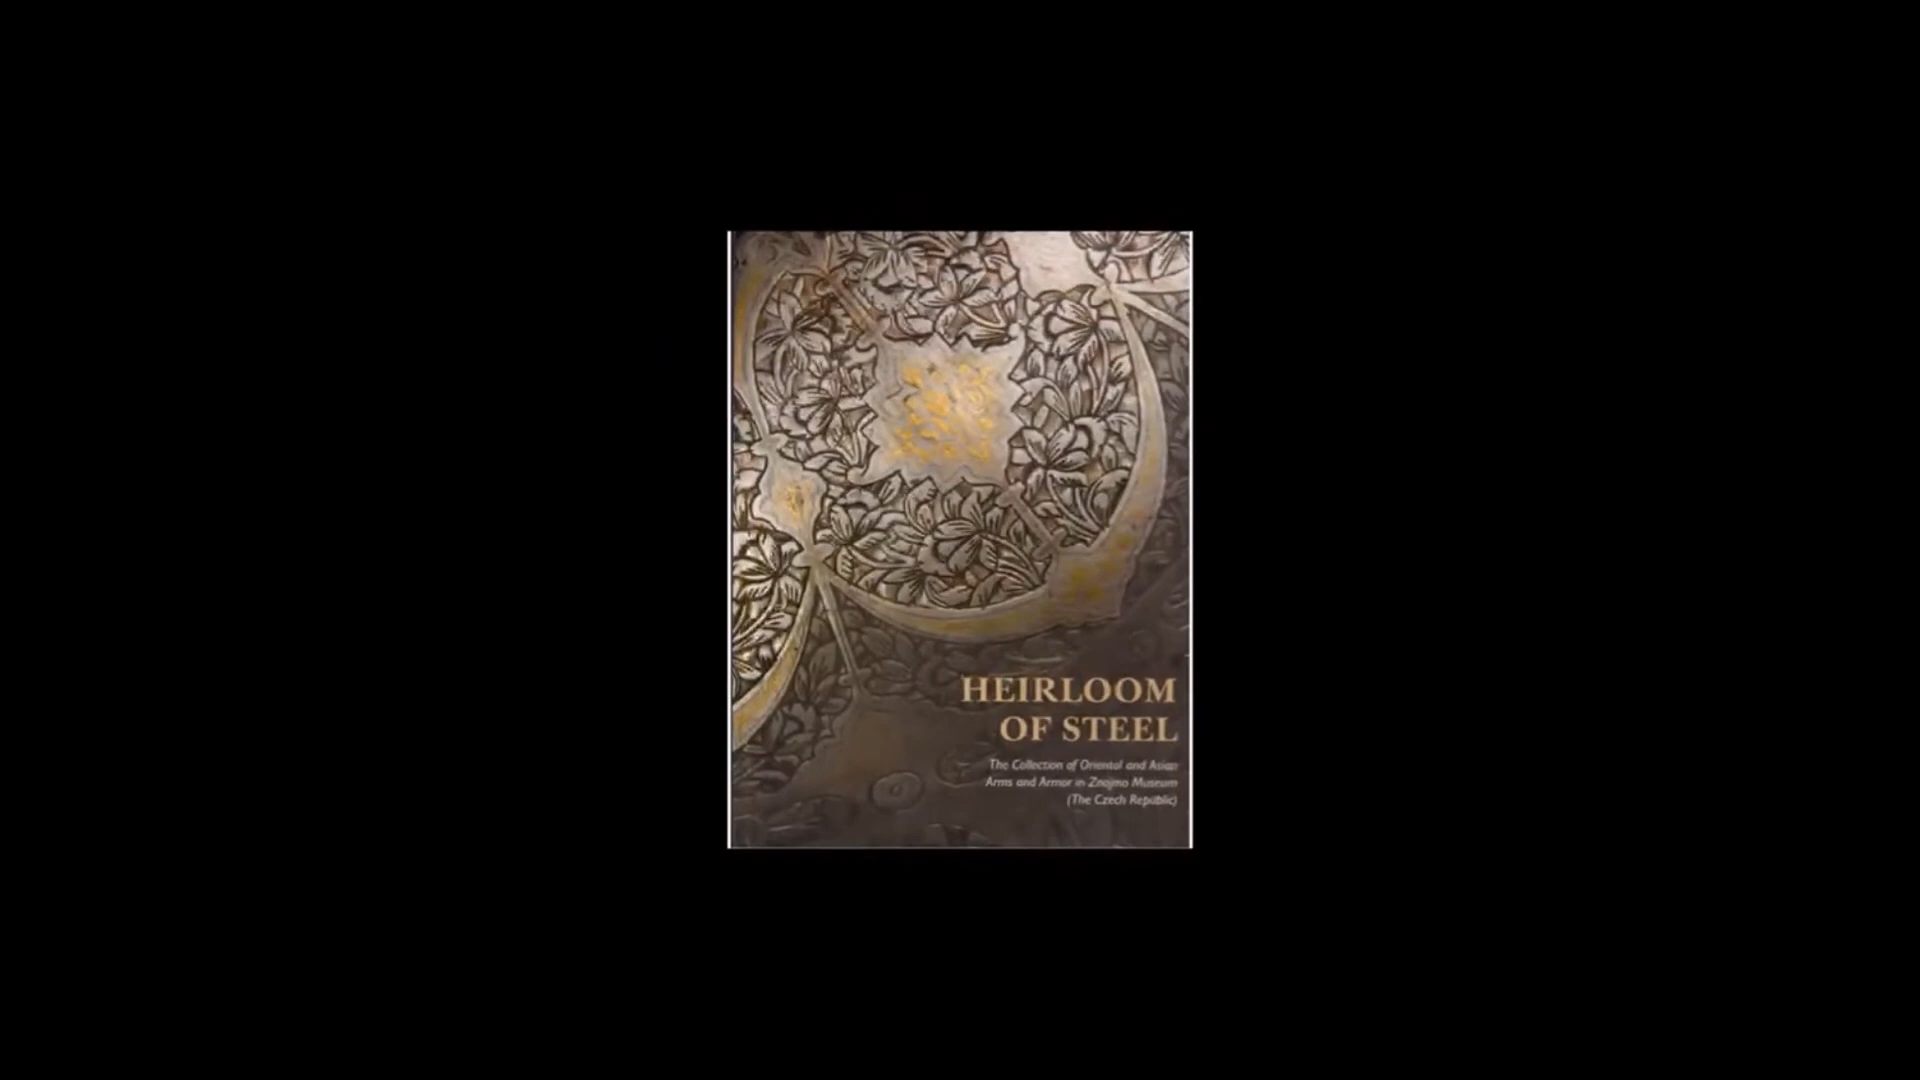 HEIRLOOM
OF STEEL
The Collection of Oriental and Asian
Arms and Armor in Znojmo Museum
(The Czech Republic)